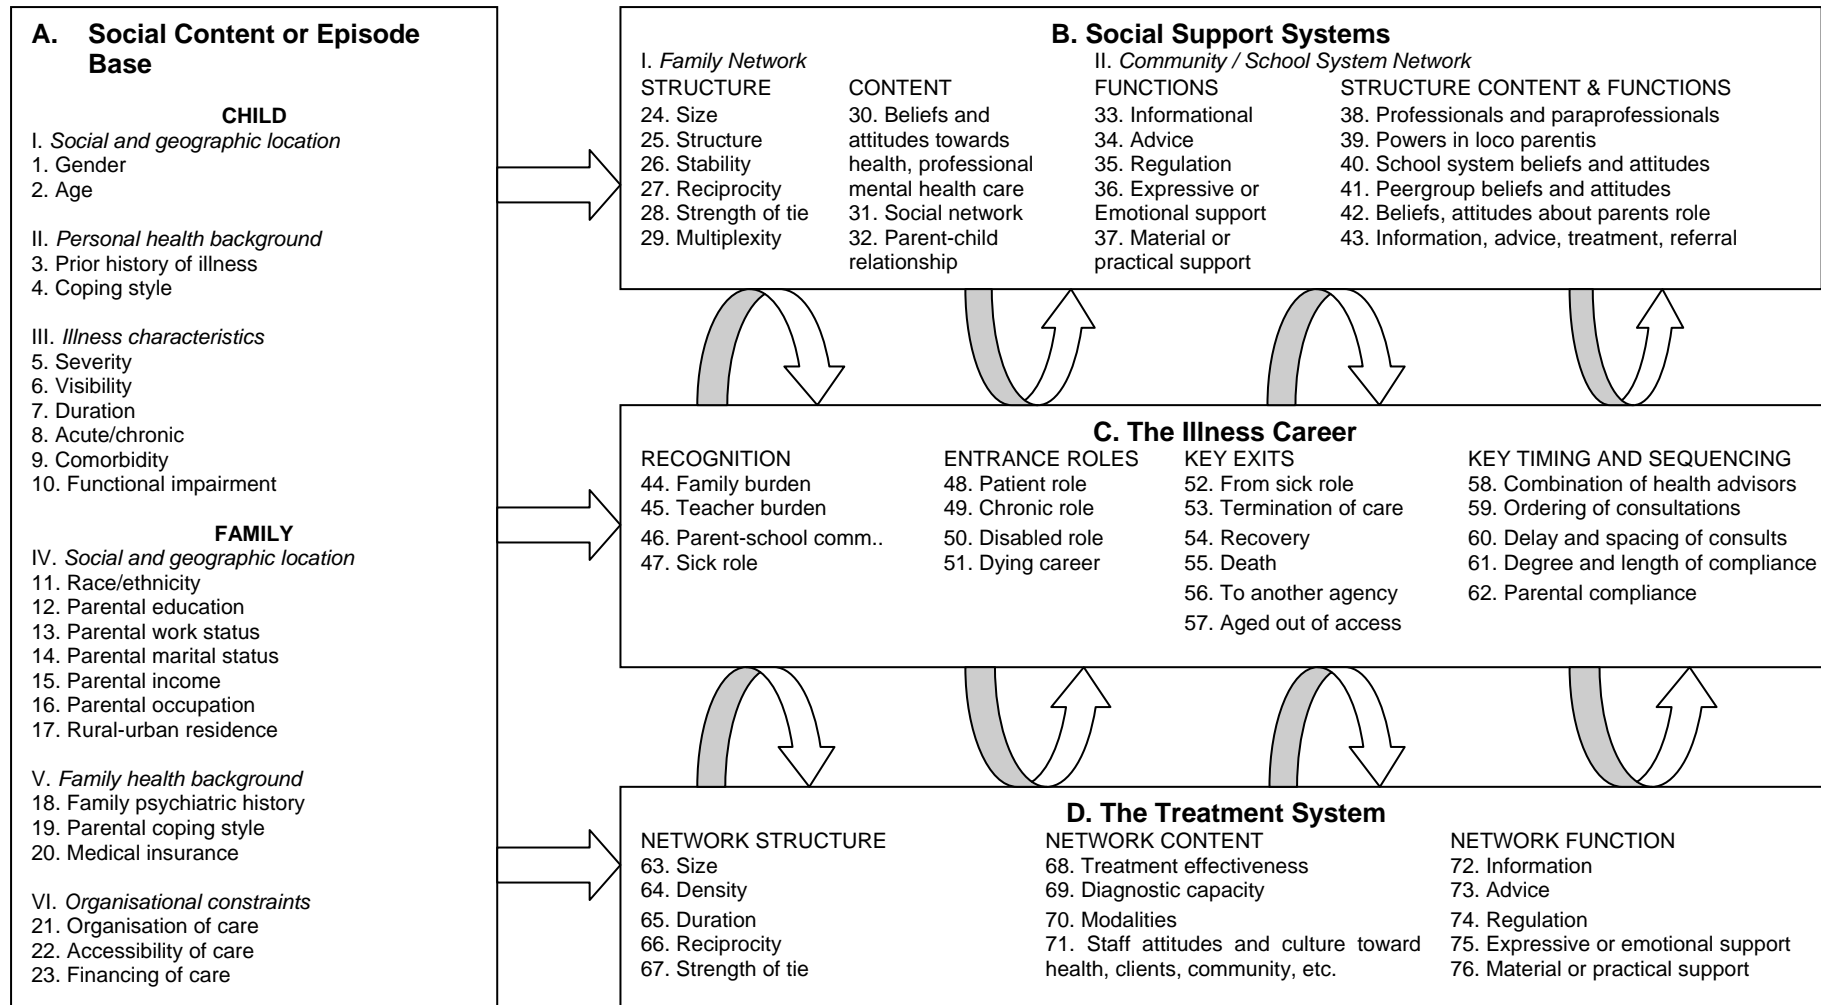 A. Social Content or Episode
Base
CHILD
I. Social and geographic location
1. Gender
2. Age
II. Personal health background
3. Prior history of illness
4. Coping style
III. Illness characteristics
5. Severity
6. Visibility
7. Duration
8. Acute/chronic
9. Comorbidity
10. Functional impairment
FAMILY
IV. Social and geographic location
11. Race/ethnicity
12. Parental education
13. Parental work status
14. Parental marital status
15. Parental income
16. Parental occupation
17. Rural-urban residence
V. Family health background
18. Family psychiatric history
19. Parental coping style
20. Medical insurance
VI. Organisational constraints
21. Organisation of care
22. Accessibility of care
23. Financing of care
B. Social Support Systems
I. Family Network
STRUCTURE
24. Size
25. Structure
26. Stability
27. Reciprocity
28. Strength of tie
29. Multiplexity
CONTENT
30. Beliefs and
attitudes towards
health, professional
mental health care
31. Social network
32. Parent-child
relationship
II. Community / School System Network
FUNCTIONS
33. Informational
34. Advice
35. Regulation
36. Expressive or
Emotional support
37. Material or
practical support
STRUCTURE CONTENT & FUNCTIONS
38. Professionals and paraprofessionals
39. Powers in loco parentis
40. School system beliefs and attitudes
41. Peergroup beliefs and attitudes
42. Beliefs, attitudes about parents role
43. Information, advice, treatment, referral
C. The Illness Career
RECOGNITION
44. Family burden
45. Teacher burden
46. Parent-school comm..
47. Sick role
ENTRANCE ROLES
48. Patient role
49. Chronic role
50. Disabled role
51. Dying career
KEY EXITS
52. From sick role
53. Termination of care
54. Recovery
55. Death
56. To another agency
57. Aged out of access
KEY TIMING AND SEQUENCING
58. Combination of health advisors
59. Ordering of consultations
60. Delay and spacing of consults
61. Degree and length of compliance
62. Parental compliance
D. The Treatment System
NETWORK STRUCTURE
63. Size
64. Density
65. Duration
66. Reciprocity
67. Strength of tie
NETWORK CONTENT
68. Treatment effectiveness
69. Diagnostic capacity
70. Modalities
71. Staff attitudes and culture toward
health, clients, community, etc.
NETWORK FUNCTION
72. Information
73. Advice
74. Regulation
75. Expressive or emotional support
76. Material or practical support